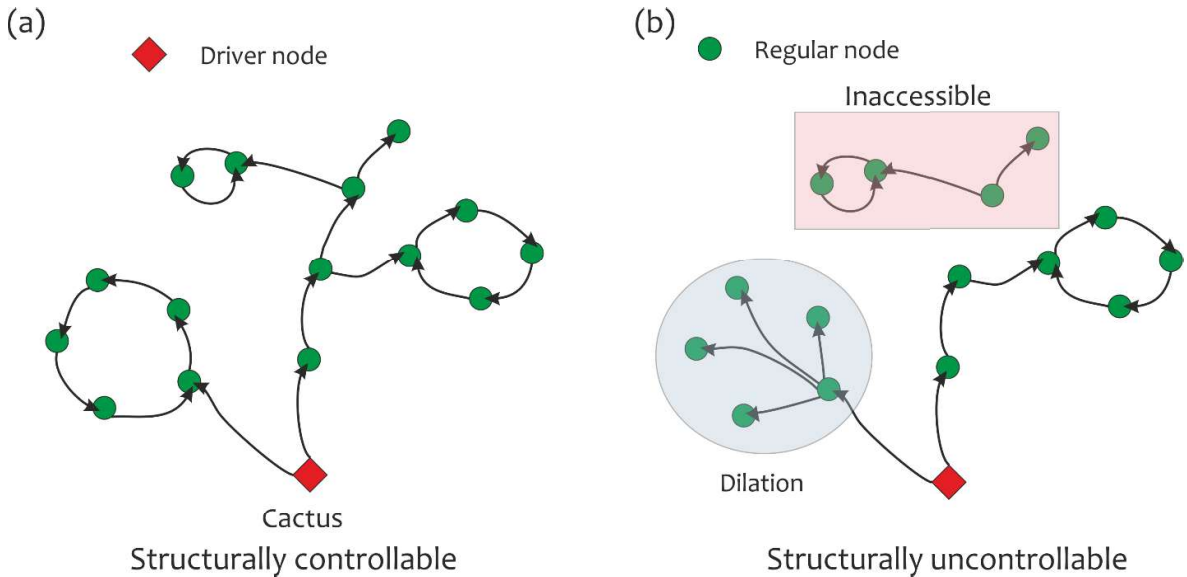 (a)
Driver node
Cactus
Structurally controllable
(b)
Regular node
Inaccessible
Dilation
Structurally uncontrollable